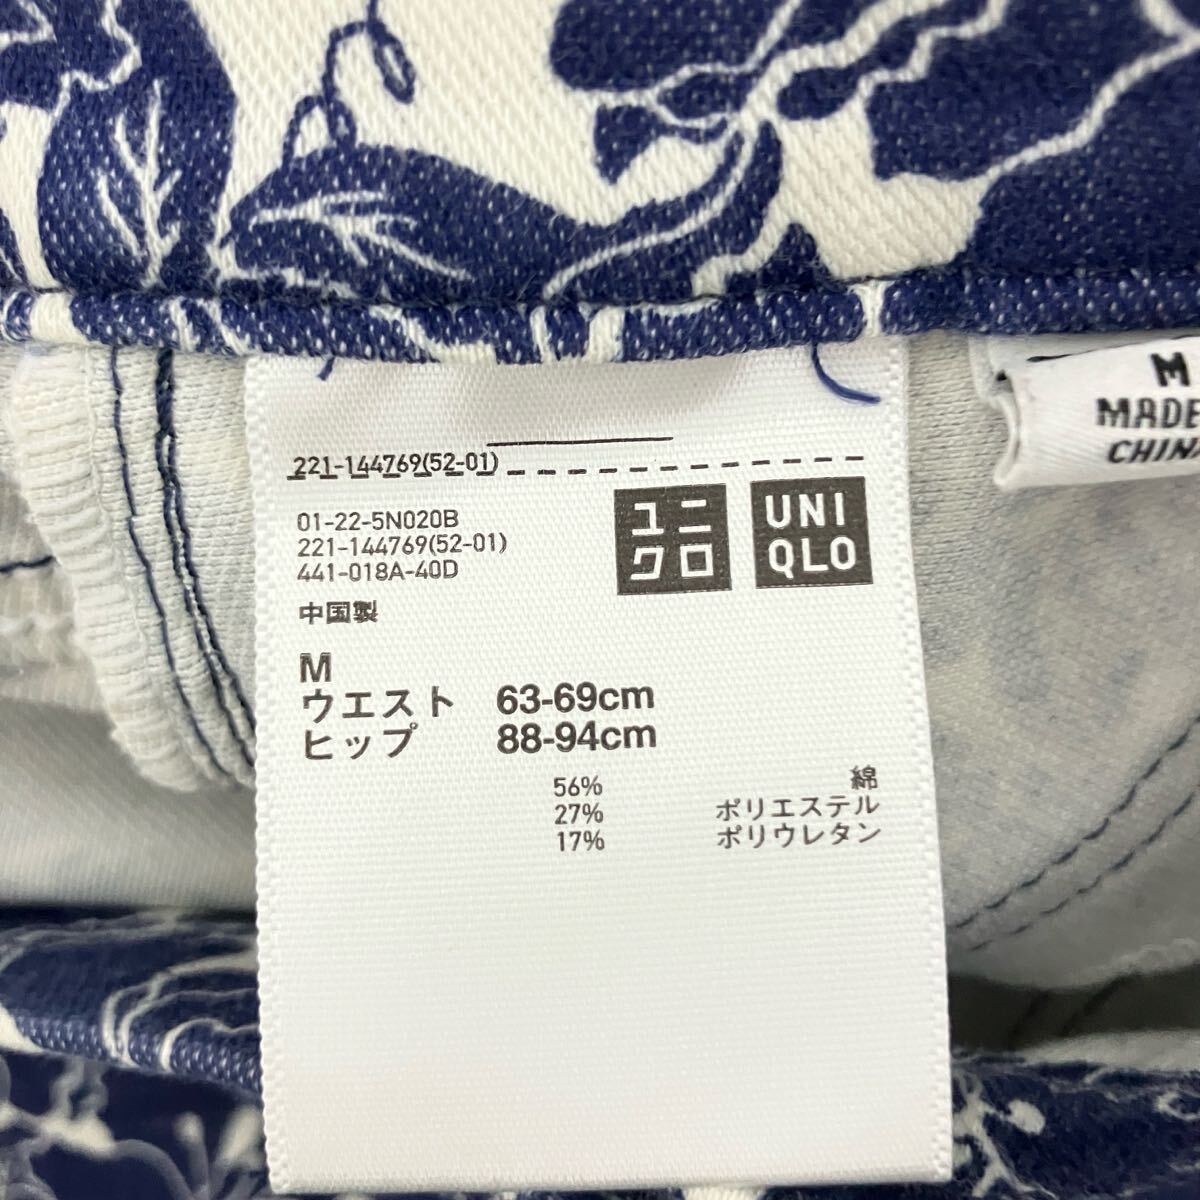 221-144769(52-01)
01-22-5N020B
221-144769(52-01)
441-018A-40D
中国製
ユニ
クロ
UNI
QLO
M
ウエスト 63-69cm
ヒップ 88-94cm
56% 綿
27% ポリエステル
17% ポリウレタン
M
MADE
CHINA